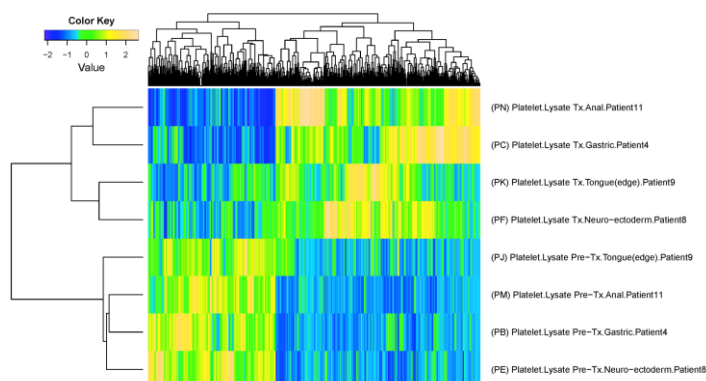 Color Key
−2 −1 0 1 2
Value
(PN) Platelet.Lysate Tx.Anal.Patient11
(PC) Platelet.Lysate Tx.Gastric.Patient4
(PK) Platelet.Lysate Tx.Tongue(edge).Patient9
(PF) Platelet.Lysate Tx.Neuro−ectoderm.Patient8
(PJ) Platelet.Lysate Pre−Tx.Tongue(edge).Patient9
(PM) Platelet.Lysate Pre−Tx.Anal.Patient11
(PB) Platelet.Lysate Pre−Tx.Gastric.Patient4
(PE) Platelet.Lysate Pre−Tx.Neuro−ectoderm.Patient8